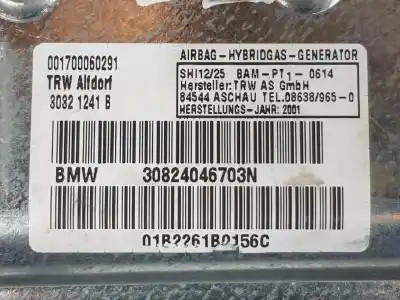 001700060291
TRW Alfdorf
3032 1241 B
AIRBAG-HYBRIDGAS-GENERATOR
SHI12/25 BAM-PT1-0614
Hersteller:TRW AS GmbH
84544 ASCHAU TEL.08638/965-0
HERSTELLUNGS-JAHR: 2001
BMW 30824046703N
01B2261B0156C